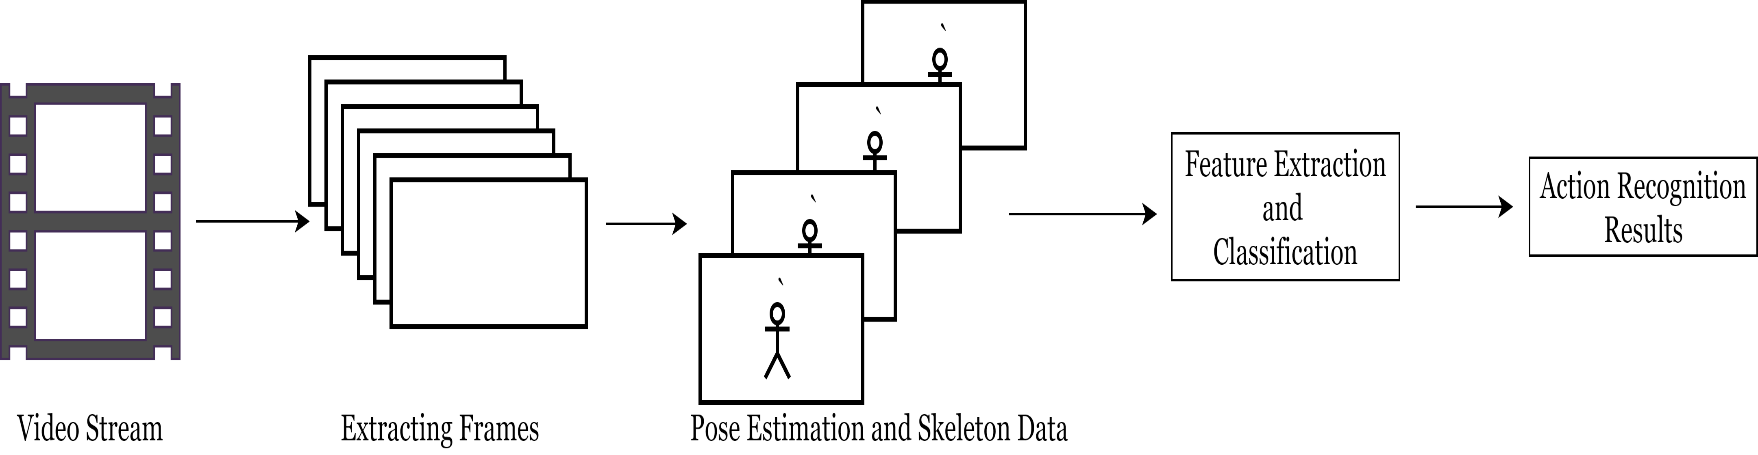 Video Stream
Extracting Frames
Pose Estimation and Skeleton Data
Feature Extraction
and
Classification
Action Recognition
Results